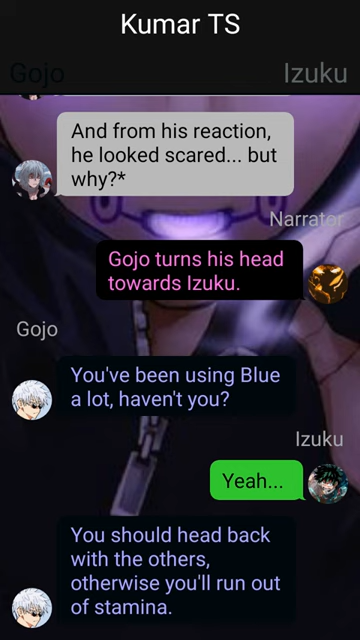 Kumar TS
Gojo
Izuku
And from his reaction,
he looked scared... but
why?*
Narrator
Gojo turns his head
towards Izuku.
Gojo
You've been using Blue
a lot, haven't you?
Izuku
Yeah...
You should head back
with the others,
otherwise you'll run out
of stamina.